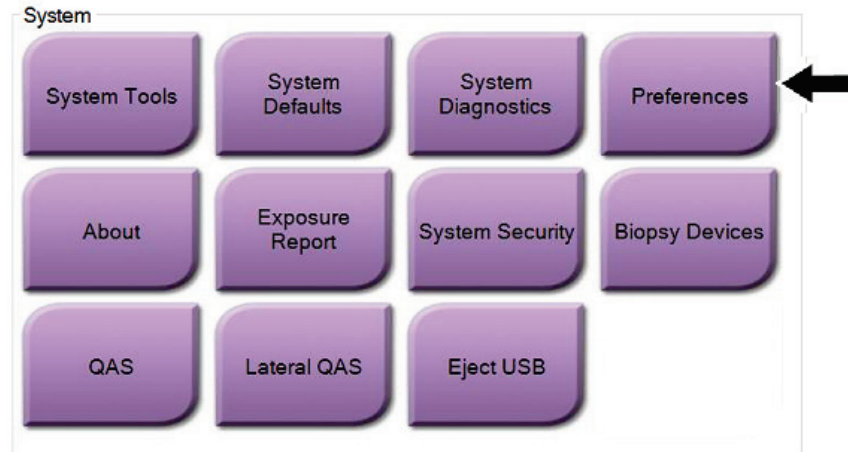 System
System Tools
System
Defaults
System
Diagnostics
Preferences
About
Exposure
Report
System Security
Biopsy Devices
QAS
Lateral QAS
Eject USB